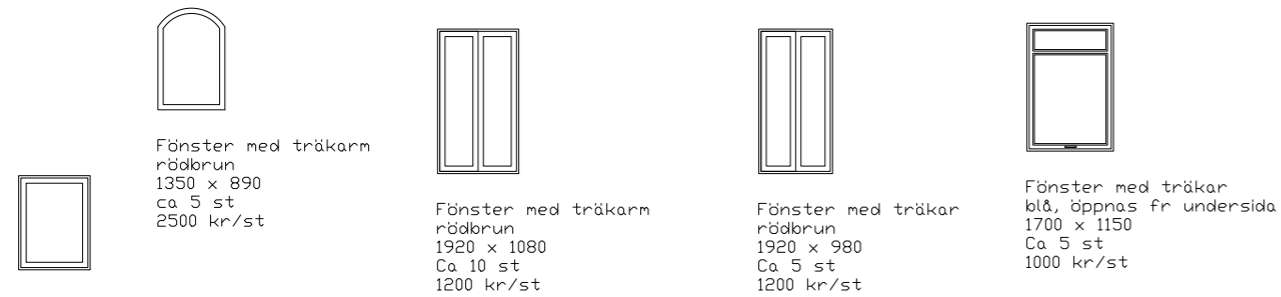 Fönster med träkarm
rödbrun
1350 x 890
ca 5 st
2500 kr/st
Fönster med träkarm
rödbrun
1920 x 1080
Ca 10 st
1200 kr/st
Fönster med träkar
rödbrun
1920 x 980
Ca 5 st
1200 kr/st
Fönster med träkar
blå, öppnas fr undersida
1700 x 1150
Ca 5 st
1000 kr/st